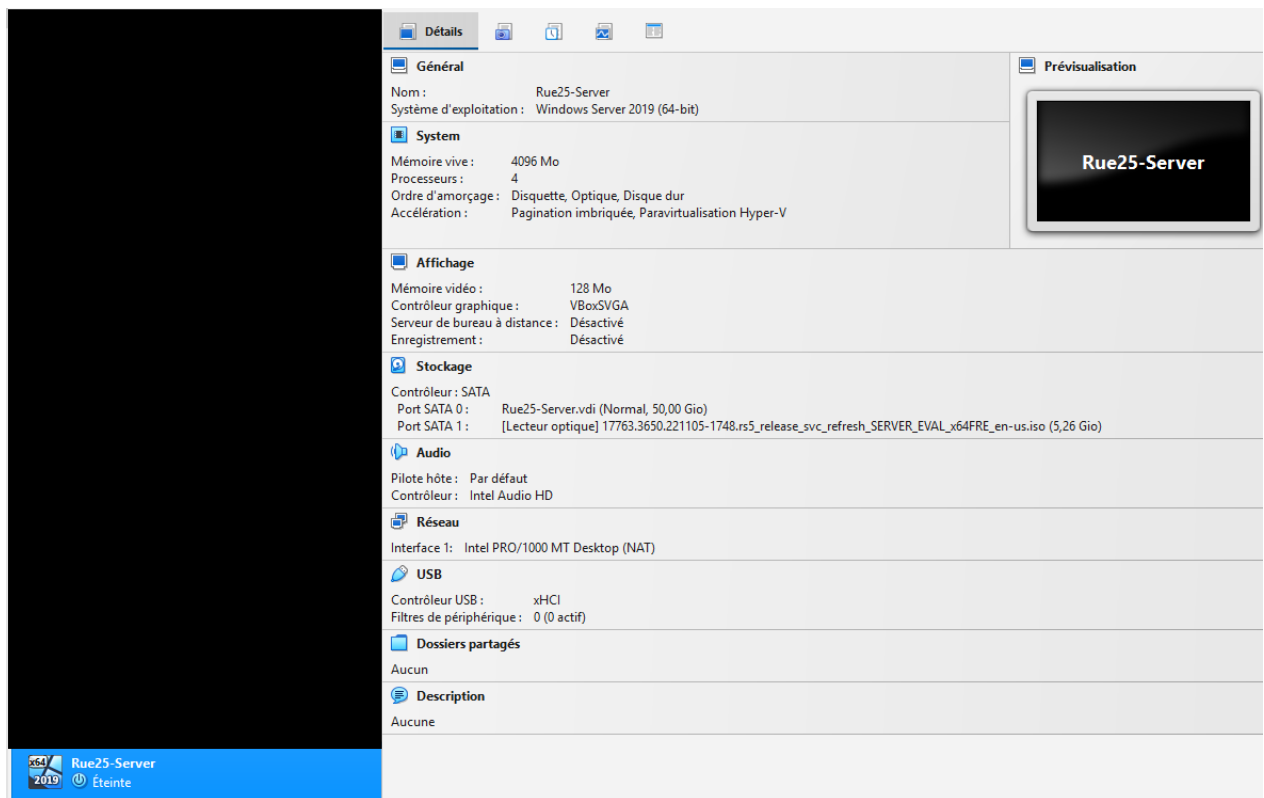 Détails
Général
Nom : Rue25-Server
Système d'exploitation : Windows Server 2019 (64-bit)
Prévisualisation
Rue25-Server
System
Mémoire vive : 4096 Mo
Processeurs : 4
Ordre d'amorçage : Disquette, Optique, Disque dur
Accélération : Pagination imbriquée, Paravirtualisation Hyper-V
Affichage
Mémoire vidéo : 128 Mo
Contrôleur graphique : VBoxSVGA
Serveur de bureau à distance : Désactivé
Enregistrement : Désactivé
Stockage
Contrôleur : SATA
Port SATA 0 : Rue25-Server.vdi (Normal, 50,00 Gio)
Port SATA 1 : [Lecteur optique] 17763.3650.221105-1748.rs5_release_svc_refresh_SERVER_EVAL_x64FRE_en-us.iso (5,26 Gio)
Audio
Pilote hôte : Par défaut
Contrôleur : Intel Audio HD
Réseau
Interface 1: Intel PRO/1000 MT Desktop (NAT)
USB
Contrôleur USB : xHCI
Filtres de périphérique : 0 (0 actif)
Dossiers partagés
Aucun
Description
Aucune
x64
2019
Rue25-Server
Éteinte